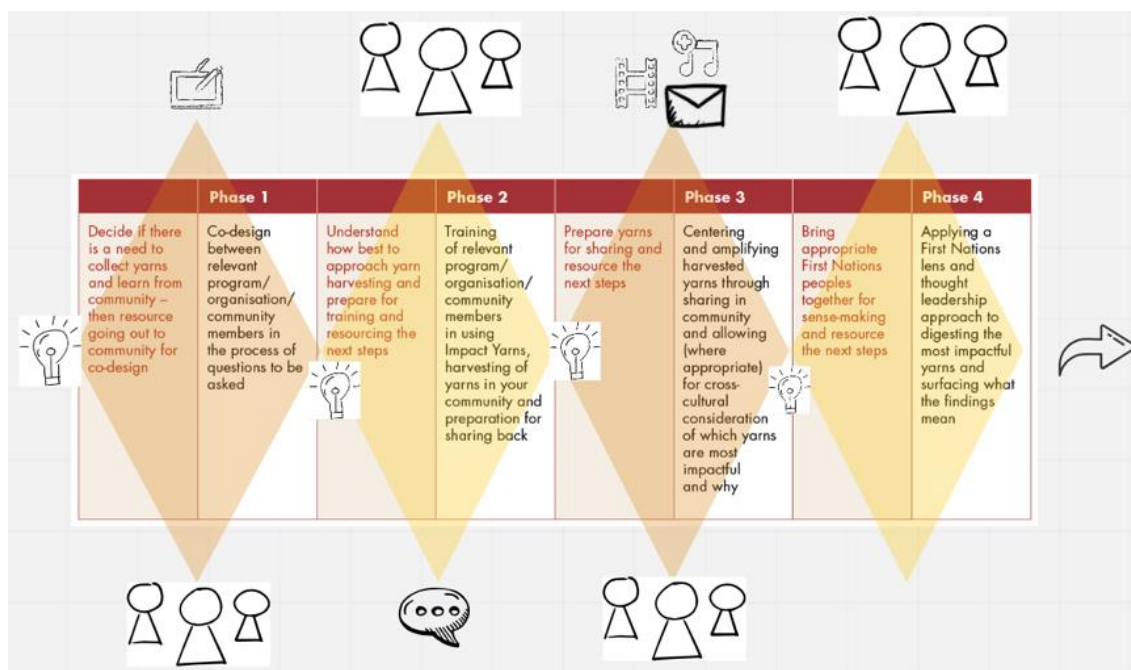 Phase 1
Phase 2
Phase 3
Phase 4
Decide if there
is a need to
collect yarns
and learn from
community –
then resource
going out to
community for
co-design
Co-design
between
relevant
program/
organisation/
community
members in
the process of
questions to be
asked
Understand
how best to
approach yarn
harvesting and
prepare for
training and
resourcing the
next steps
Training
of relevant
program/
organisation/
community
members
in using
Impact Yarns,
harvesting of
yarns in your
community and
preparation for
sharing back
Prepare yarns
for sharing and
resource the
next steps
Centering
and amplifying
harvested
yarns through
sharing in
community
and allowing
(where
appropriate)
for cross-
cultural
consideration
of which yarns
are most
impactful
and why
Bring
appropriate
First Nations
peoples
together for
sense-making
and resource
the next steps
Applying a
First Nations
lens and
thought
leadership
approach to
digesting the
most impactful
yarns and
surfacing what
the findings
mean